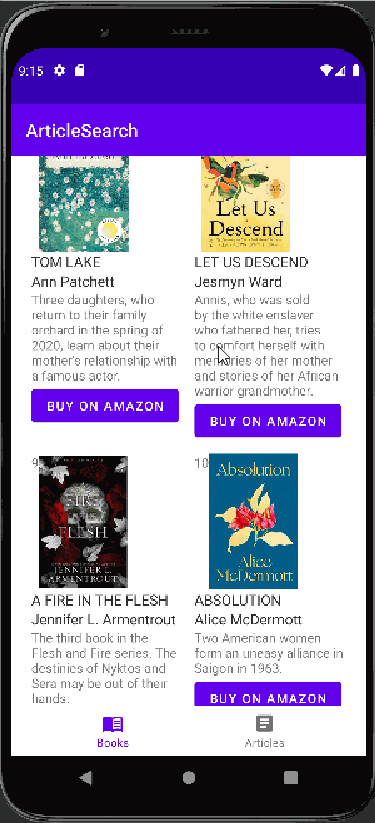 9:15
ArticleSearch
TOM LAKE
Ann Patchett
Three daughters, who
return to their family
orchard in the spring of
2020, learn about their
mother's relationship with
a famous actor.
BUY ON AMAZON
Let Us
Descend
LET US DESCEND
Jesmyn Ward
Annis, who was sold
by the white enslaver
who fathered her, tries
to comfort herself with
memories of her mother
and stories of her African
warrior grandmother.
BUY ON AMAZON
9
A FIRE
IN THE
FLESH
JENNIFER L.
ARMENTROUT
A FIRE IN THE FLESH
Jennifer L. Armentrout
The third book in the
Flesh and Fire series. The
destinies of Nyktos and
Sera may be out of their
hands.
10
Absolution
Alice
McDermott
ABSOLUTION
Alice McDermott
Two American women
form an uneasy alliance in
Saigon in 1963.
BUY ON AMAZON
Books
Articles